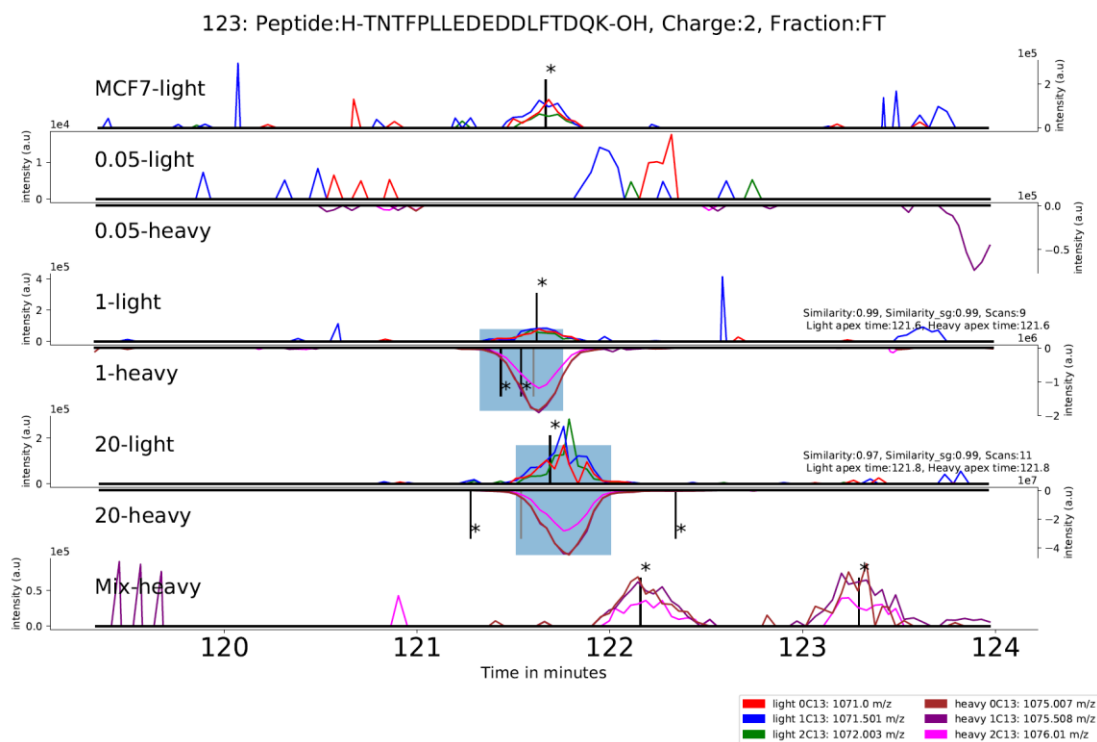 123: Peptide:H-TNTFPLLEDEDDLFTDQK-OH, Charge:2, Fraction:FT
1e5
MCF7-light
*
2
0
intensity (a.u)
1e4
0.05-light
1
0
intensity (a.u)
1e5
0.05-heavy
0.0
−0.5
intensity (a.u)
1e5
1-light
*
4
2
0
intensity (a.u)
Similarity:0.99, Similarity_sg:0.99, Scans:9
Light apex time:121.6, Heavy apex time:121.6
1e6
1-heavy
* *
0
−1
−2
intensity (a.u)
1e5
20-light
*
2
0
intensity (a.u)
Similarity:0.97, Similarity_sg:0.99, Scans:11
Light apex time:121.8, Heavy apex time:121.8
1e7
20-heavy
* *
0
−2
−4
intensity (a.u)
1e5
Mix-heavy
* *
0.5
0.0
intensity (a.u)
120 121 122 123 124
Time in minutes
light 0C13: 1071.0 m/z heavy 0C13: 1075.007 m/z
light 1C13: 1071.501 m/z heavy 1C13: 1075.508 m/z
light 2C13: 1072.003 m/z heavy 2C13: 1076.01 m/z